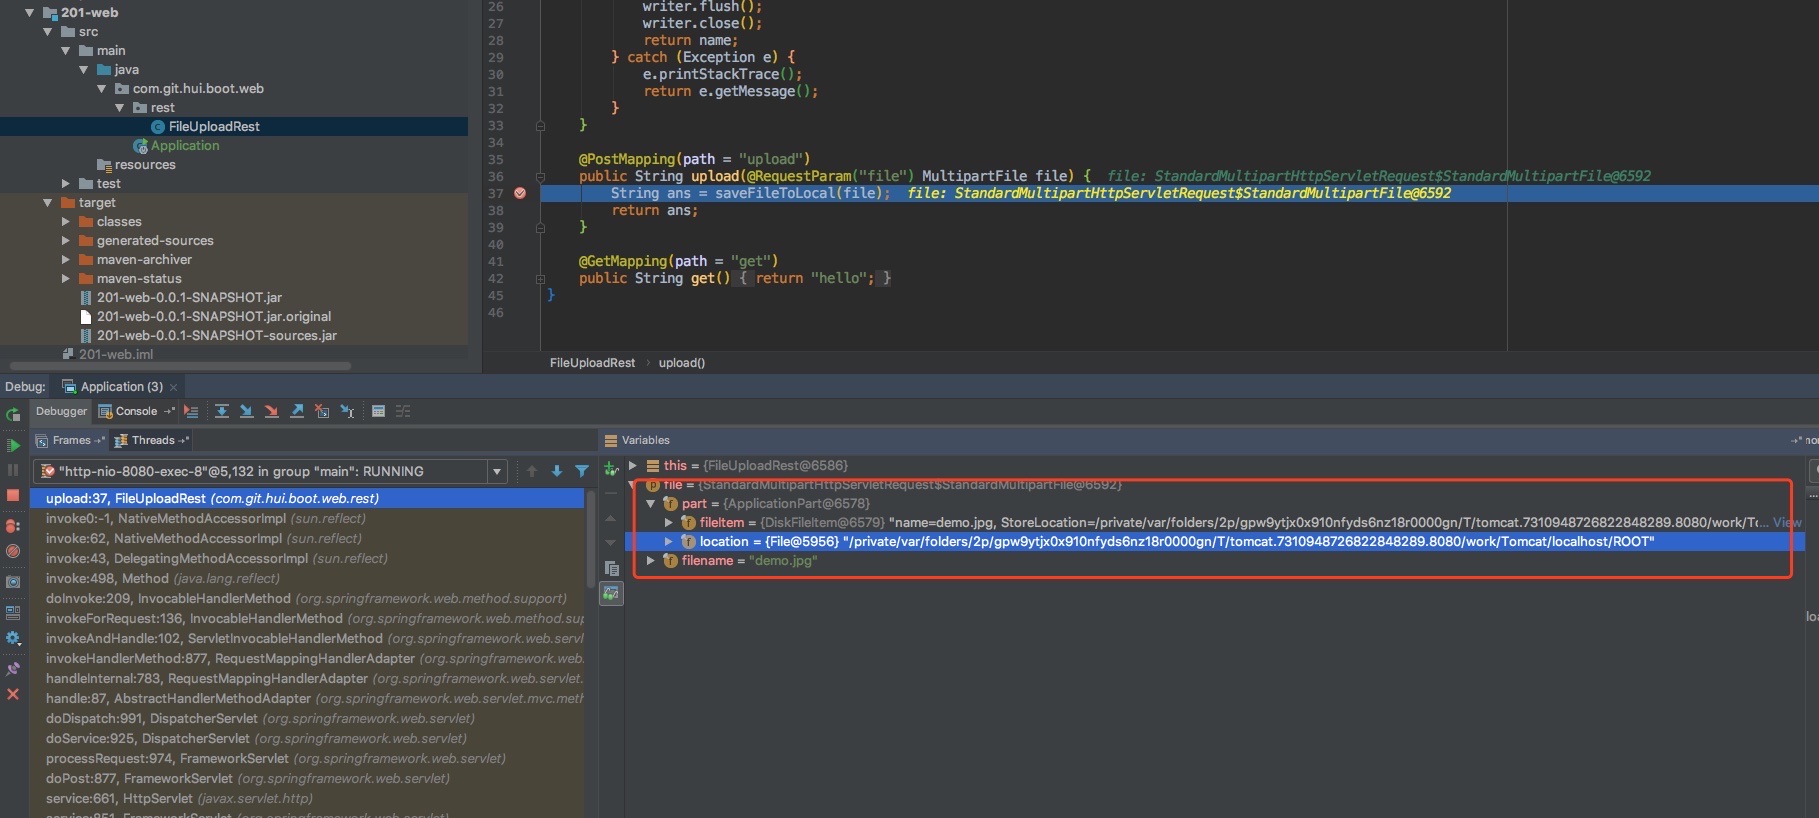 201-web
src
main
java
com.git.hui.boot.web
rest
FileUploadRest
Application
resources
test
target
classes
generated-sources
maven-archiver
maven-status
201-web-0.0.1-SNAPSHOT.jar
201-web-0.0.1-SNAPSHOT.jar.original
201-web-0.0.1-SNAPSHOT-sources.jar
201-web.iml
26 writer.flush();
27 writer.close();
28 return name;
29 } catch (Exception e) {
30 e.printStackTrace();
31 return e.getMessage();
32 }
33 }
34
35 @PostMapping(path = "upload")
36 public String upload(@RequestParam("file") MultipartFile file) { file: StandardMultipartHttpServletRequest$StandardMultipartFile@6592
37 String ans = saveFileToLocal(file); file: StandardMultipartHttpServletRequest$StandardMultipartFile@6592
38 return ans;
39 }
40
41 @GetMapping(path = "get")
42 public String get() { return "hello"; }
45 }
46
FileUploadRest › upload()
Debug: Application (3) ×
Debugger Console
Frames Threads
"http-nio-8080-exec-8"@5,132 in group "main": RUNNING
upload:37, FileUploadRest (com.git.hui.boot.web.rest)
invoke0:-1, NativeMethodAccessorImpl (sun.reflect)
invoke:62, NativeMethodAccessorImpl (sun.reflect)
invoke:43, DelegatingMethodAccessorImpl (sun.reflect)
invoke:498, Method (java.lang.reflect)
doInvoke:209, InvocableHandlerMethod (org.springframework.web.method.support)
invokeForRequest:136, InvocableHandlerMethod (org.springframework.web.method.sup
invokeAndHandle:102, ServletInvocableHandlerMethod (org.springframework.web.servl
invokeHandlerMethod:877, RequestMappingHandlerAdapter (org.springframework.web.
handleInternal:783, RequestMappingHandlerAdapter (org.springframework.web.servlet.
handle:87, AbstractHandlerMethodAdapter (org.springframework.web.servlet.mvc.meth
doDispatch:991, DispatcherServlet (org.springframework.web.servlet)
doService:925, DispatcherServlet (org.springframework.web.servlet)
processRequest:974, FrameworkServlet (org.springframework.web.servlet)
doPost:877, FrameworkServlet (org.springframework.web.servlet)
service:661, HttpServlet (javax.servlet.http)
service:851, FrameworkServlet (org.springframework.web.servlet)
Variables
this = {FileUploadRest@6586}
file = {StandardMultipartHttpServletRequest$StandardMultipartFile@6592}
part = {ApplicationPart@6578}
fileItem = {DiskFileItem@6579} "name=demo.jpg, StoreLocation=/private/var/folders/2p/gpw9ytjx0x910nfyds6nz18r0000gn/T/tomcat.7310948726822848289.8080/work/Tc... View
location = {File@5956} "/private/var/folders/2p/gpw9ytjx0x910nfyds6nz18r0000gn/T/tomcat.7310948726822848289.8080/work/Tomcat/localhost/ROOT"
filename = "demo.jpg"